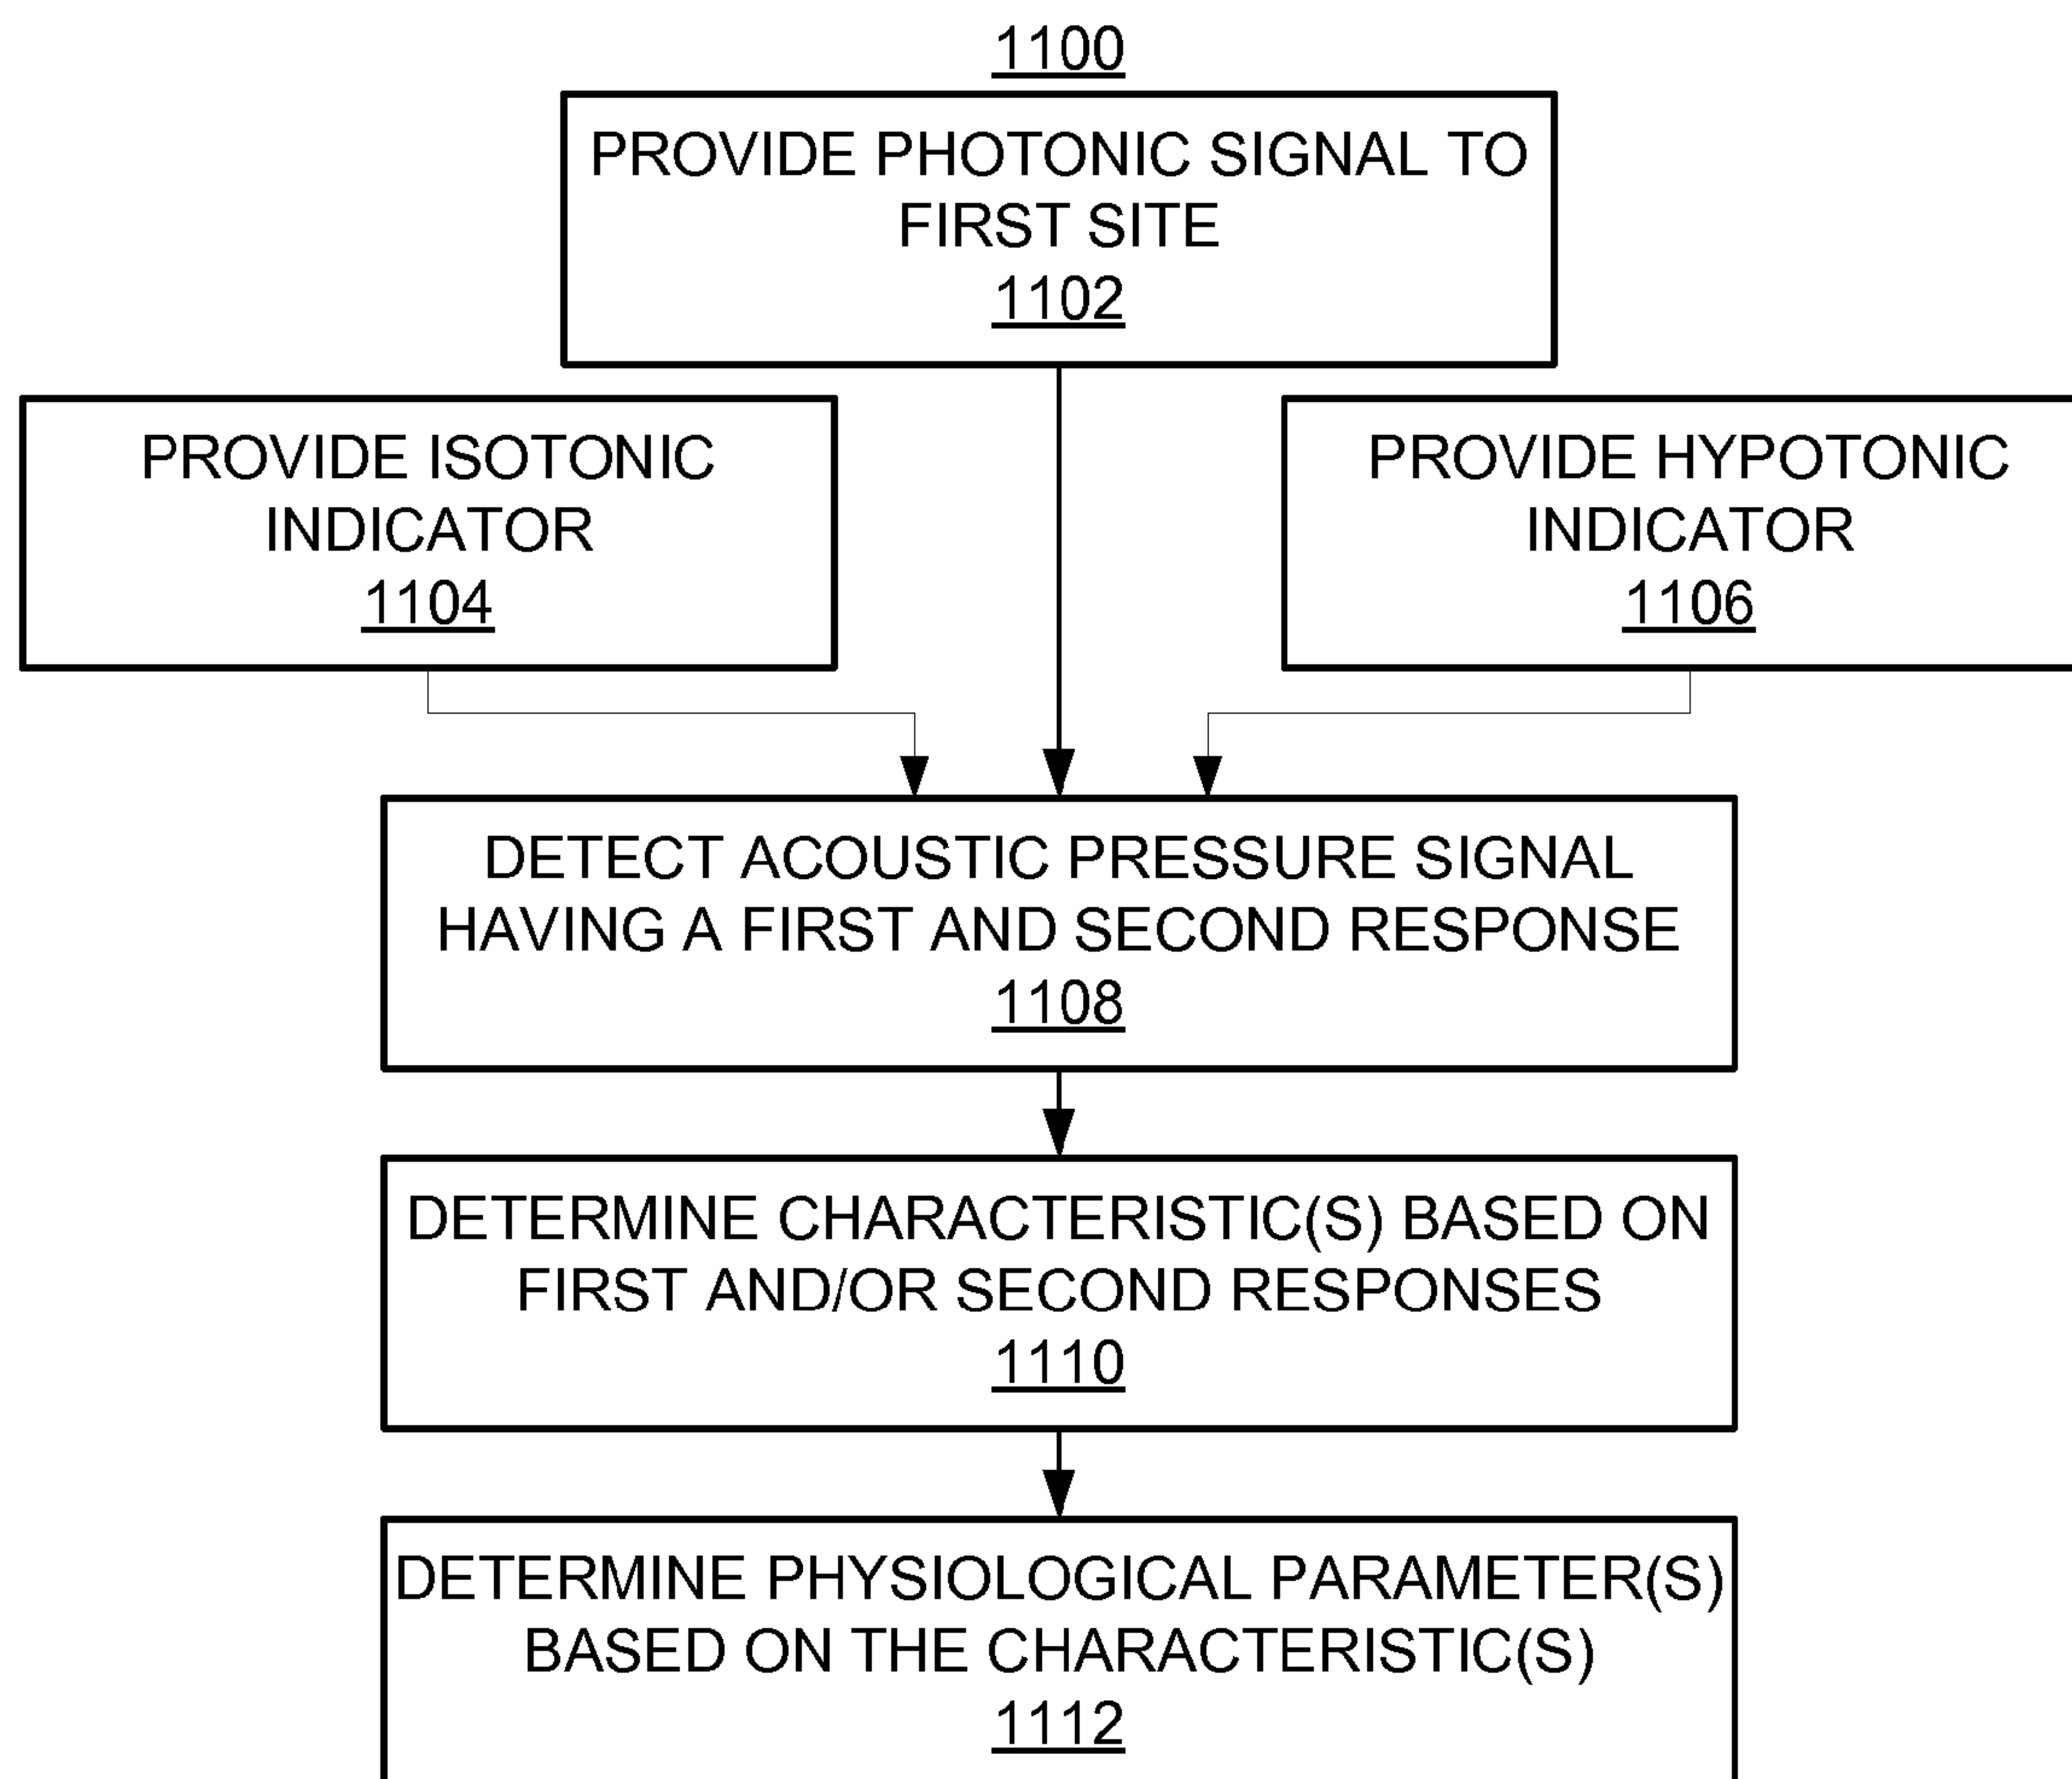 1100
PROVIDE PHOTONIC SIGNAL TO
FIRST SITE
1102
PROVIDE ISOTONIC
INDICATOR
1104
PROVIDE HYPOTONIC
INDICATOR
1106
DETECT ACOUSTIC PRESSURE SIGNAL
HAVING A FIRST AND SECOND RESPONSE
1108
DETERMINE CHARACTERISTIC(S) BASED ON
FIRST AND/OR SECOND RESPONSES
1110
DETERMINE PHYSIOLOGICAL PARAMETER(S)
BASED ON THE CHARACTERISTIC(S)
1112